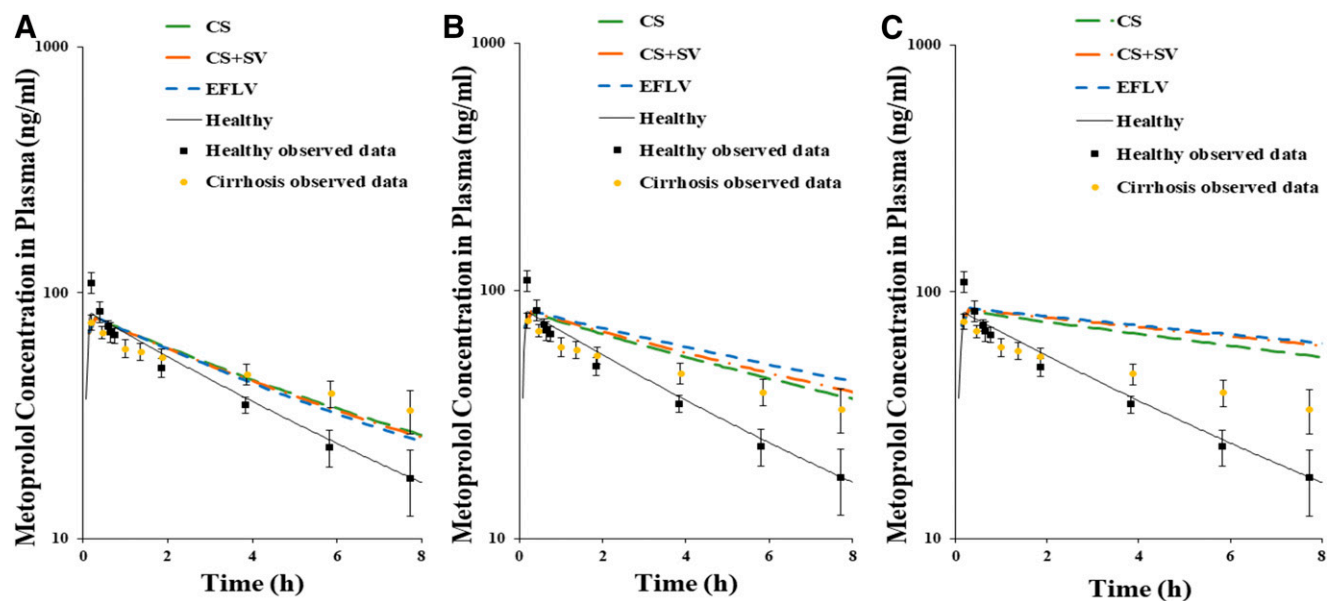 A
CS
CS+SV
EFLV
Healthy
Healthy observed data
Cirrhosis observed data
Metoprolol Concentration in Plasma (ng/ml)
1000
100
10
0 2 4 6 8
Time (h)
B
CS
CS+SV
EFLV
Healthy
Healthy observed data
Cirrhosis observed data
Metoprolol Concentration in Plasma (ng/ml)
1000
100
10
0 2 4 6 8
Time (h)
C
CS
CS+SV
EFLV
Healthy
Healthy observed data
Cirrhosis observed data
Metoprolol Concentration in Plasma (ng/ml)
1000
100
10
0 2 4 6 8
Time (h)